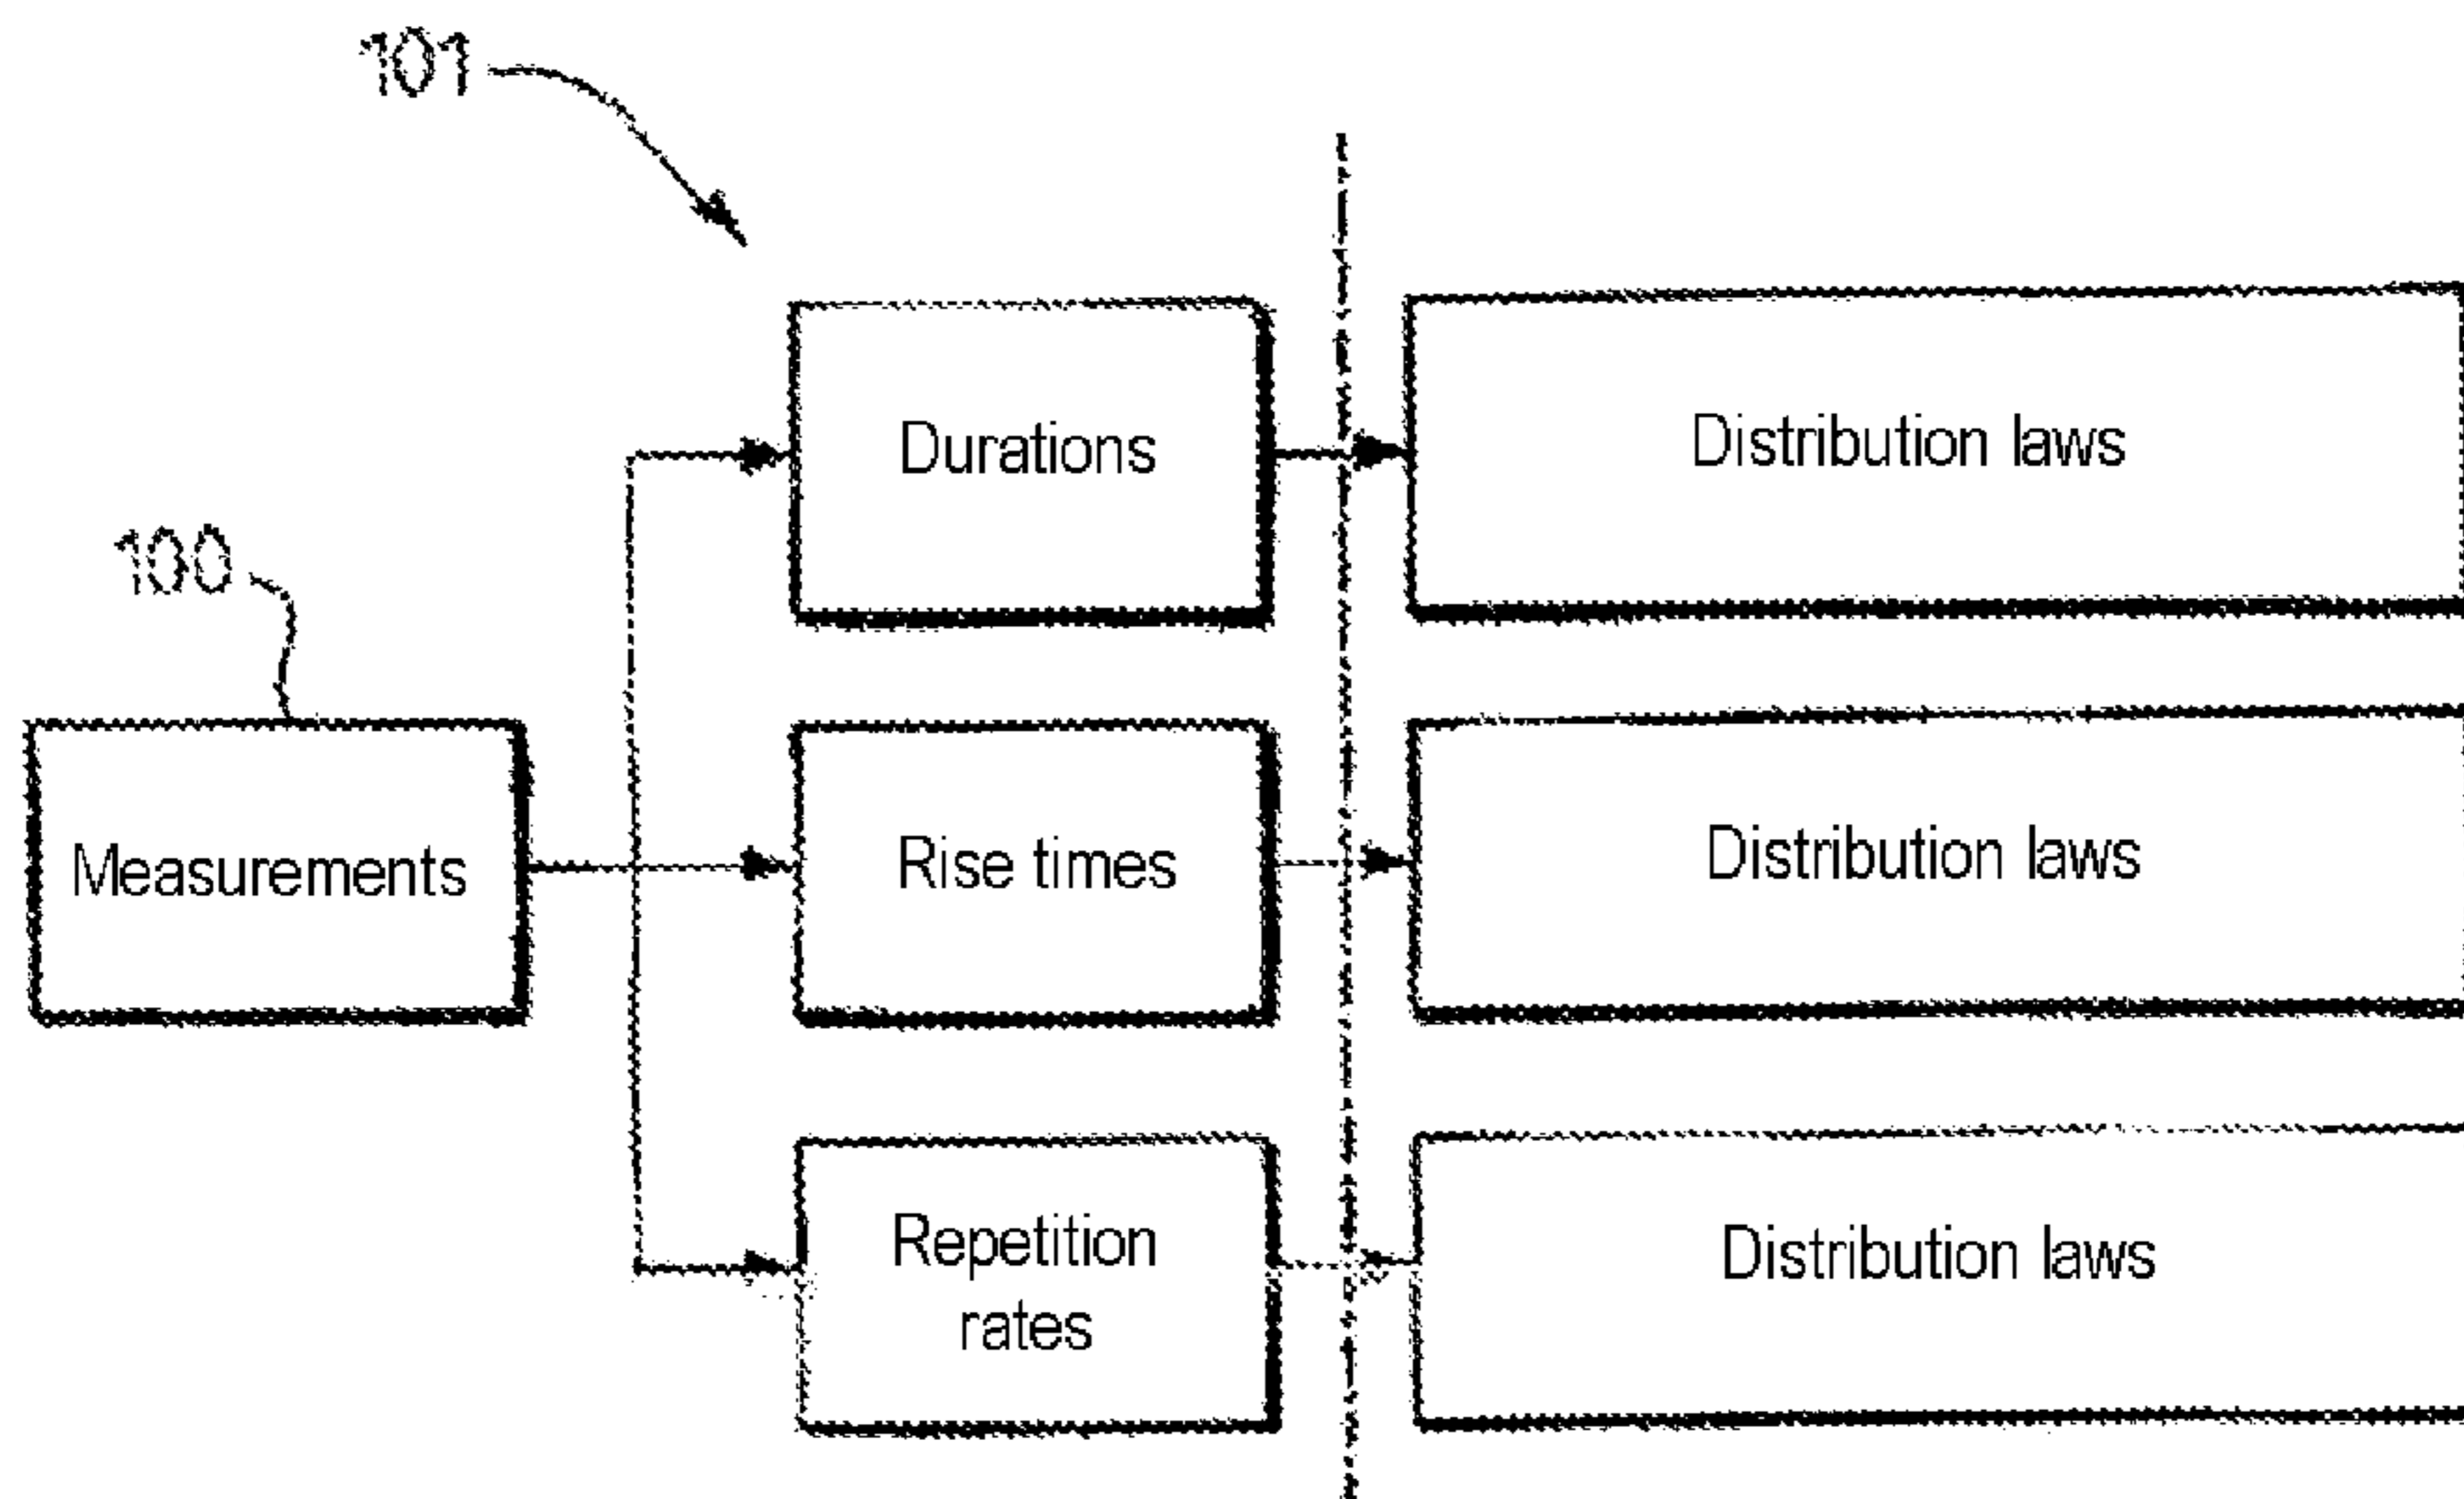 101
Durations
Distribution laws
100
Measurements
Rise times
Distribution laws
Repetition
rates
Distribution laws